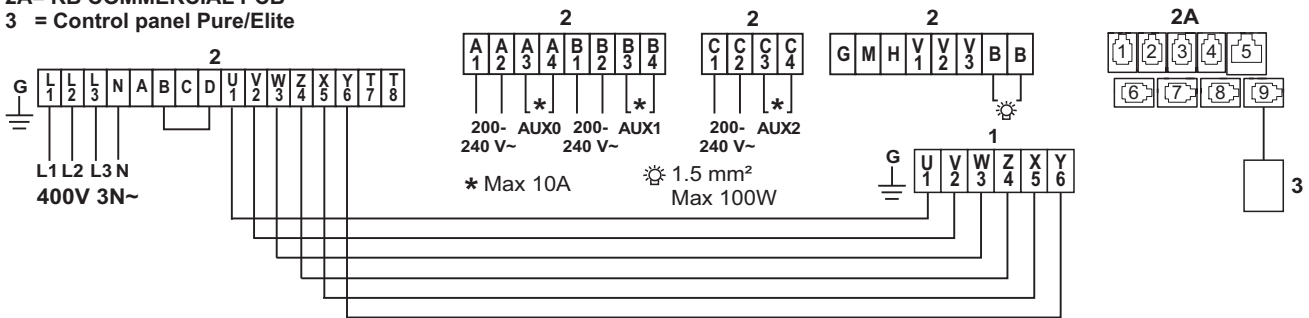 2A= RB COMMERCIAL PCB
3 = Control panel Pure/Elite
2
G L1 L2 L3 N A B C D U1 V2 W3 Z4 X5 Y6 T7 T8
L1 L2 L3 N
400V 3N~
2
A1 A2 A3 A4 B1 B2 B3 B4
* *
200-240 V~ AUX0 200-240 V~ AUX1
* Max 10A
2
C1 C2 C3 C4
*
200-240 V~ AUX2
1.5 mm²
Max 100W
2
G M H V1 V2 V3 B B
1
G U1 V2 W3 Z4 X5 Y6
2A
1 2 3 4 5
6 7 8 9
3